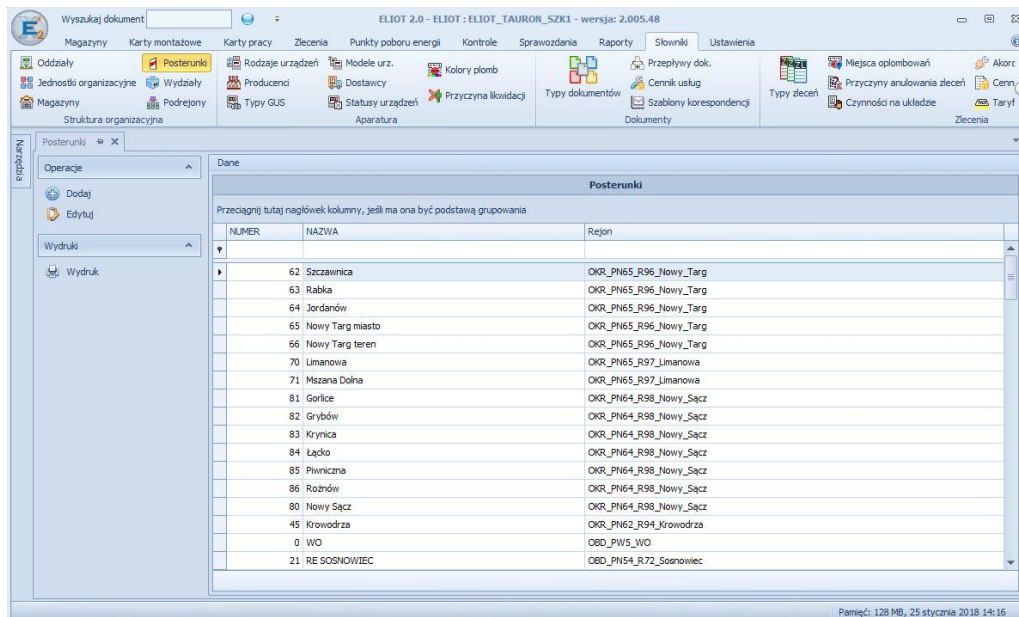 Wyszukaj dokument
ELIOT 2.0 - ELIOT : ELIOT_TAURON_SZK1 - wersja: 2.005.48
Magazyny Karty montażowe Karty pracy Zlecenia Punkty poboru energii Kontrole Sprawozdania Raporty Słowniki Ustawienia
Oddziały Posterunki Rodzaje urządzeń Modele urz. Kolory plomb Przepływy dok. Miejsca oplombowań Akorc
Jednostki organizacyjne Wydziały Producenci Dostawcy Typy dokumentów Cennik usług Typy zleceń Przyczyny anulowania zleceń Cenn
Magazyny Podrejony Typy GUS Statusy urządzeń Przyczyna likwidacji Szablony korespondencji Czynności na układzie Taryf
Struktura organizacyjna Aparatura Dokumenty Zlecenia
Narzędzia
Posterunki
Operacje
Dodaj
Edytuj
Wydruki
Wydruk
Dane
Posterunki
Przeciągnij tutaj nagłówek kolumny, jeśli ma ona być podstawą grupowania
NUMER NAZWA Rejon
62 Szczawnica OKR_PN65_R96_Nowy_Targ
63 Rabka OKR_PN65_R96_Nowy_Targ
64 Jordanów OKR_PN65_R96_Nowy_Targ
65 Nowy Targ miasto OKR_PN65_R96_Nowy_Targ
66 Nowy Targ teren OKR_PN65_R96_Nowy_Targ
70 Limanowa OKR_PN65_R97_Limanowa
71 Mszana Dolna OKR_PN65_R97_Limanowa
81 Gorlice OKR_PN64_R98_Nowy_Sącz
82 Grybów OKR_PN64_R98_Nowy_Sącz
83 Krynica OKR_PN64_R98_Nowy_Sącz
84 Łącko OKR_PN64_R98_Nowy_Sącz
85 Piwniczna OKR_PN64_R98_Nowy_Sącz
86 Rożnów OKR_PN64_R98_Nowy_Sącz
80 Nowy Sącz OKR_PN64_R98_Nowy_Sącz
45 Krowodrza OKR_PN62_R94_Krowodrza
0 WO OBD_PW5_WO
21 RE SOSNOWIEC OBD_PN54_R72_Sosnowiec
Pamięć: 128 MB, 25 stycznia 2018 14:16